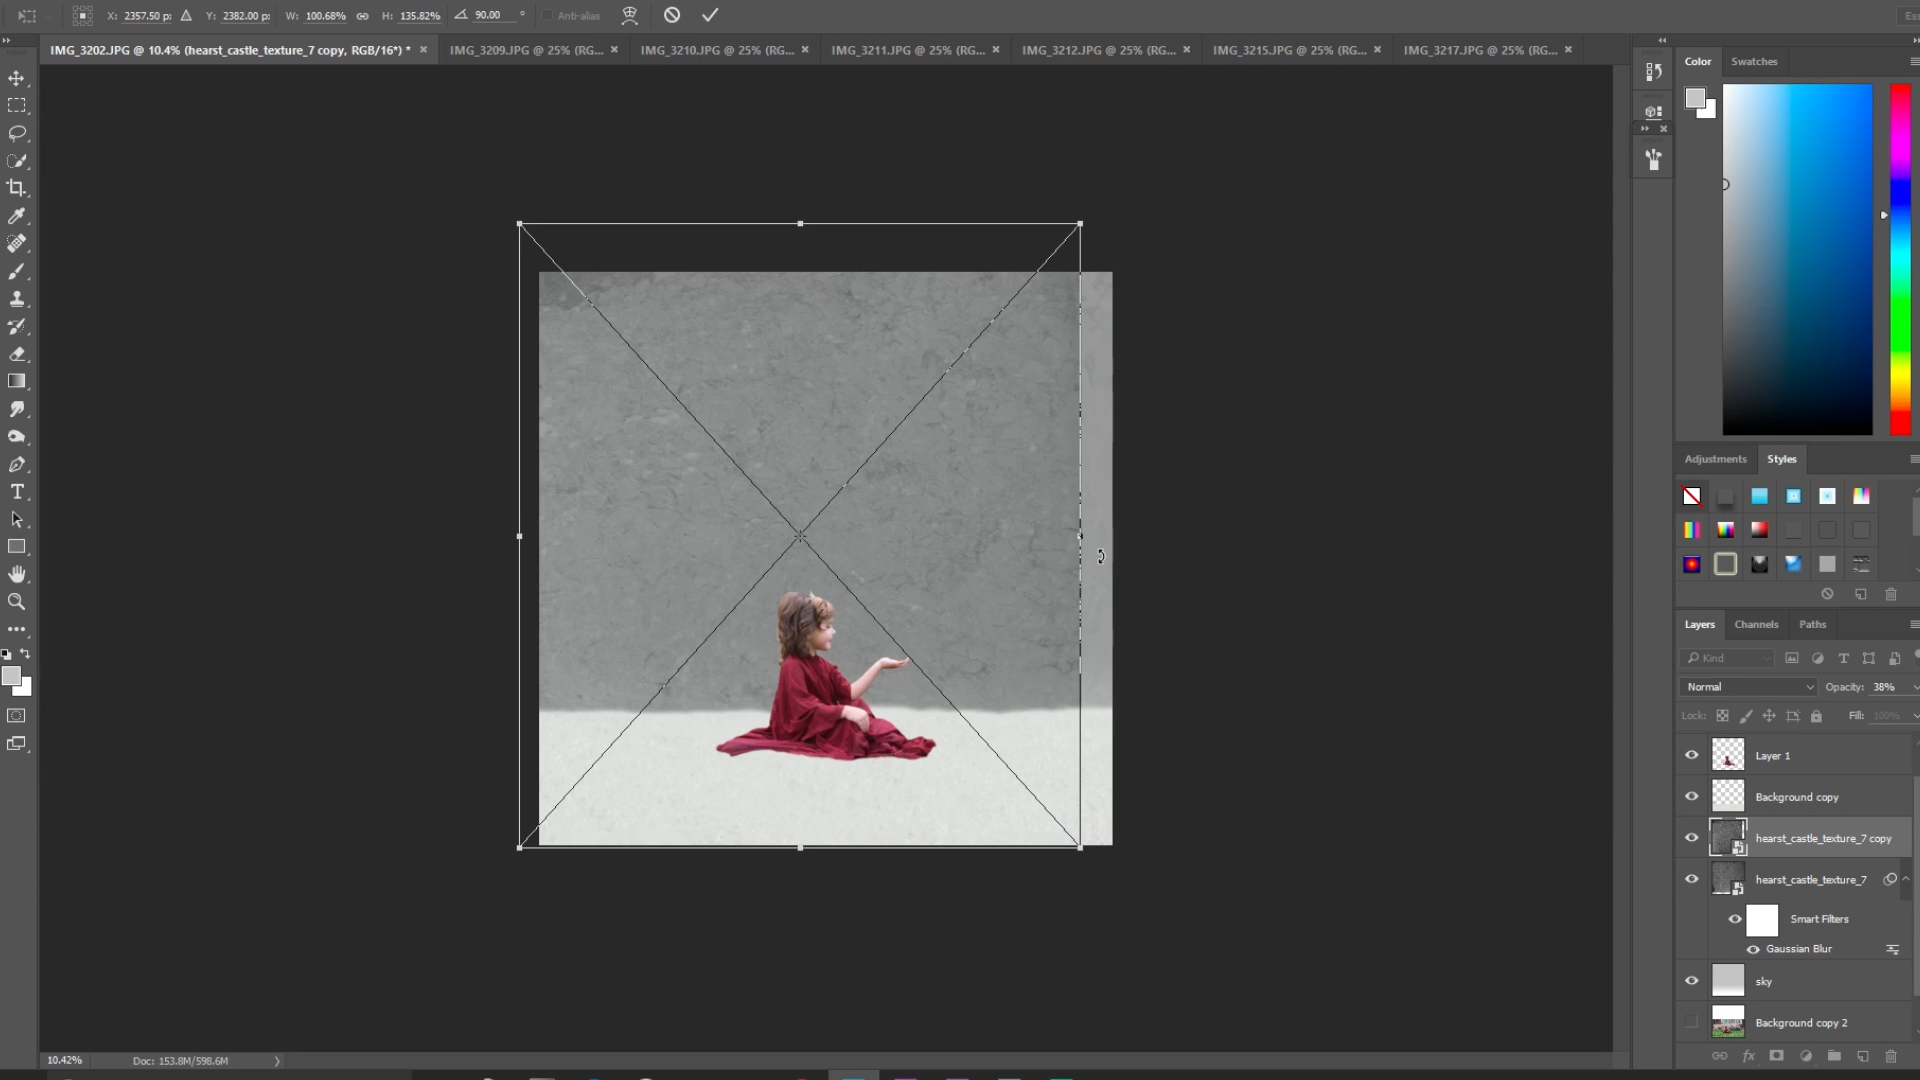 X: 2357.50 p: Y: 2382.00 p: W: 100.68% H: 135.82% 90.00 ° Anti-alias Ess
IMG_3202.JPG @ 10.4% (hearst_castle_texture_7 copy, RGB/16*) * IMG_3209.JPG @ 25% (RG... IMG_3210.JPG @ 25% (RG... IMG_3211.JPG @ 25% (RG... IMG_3212.JPG @ 25% (RG... IMG_3215.JPG @ 25% (RG... IMG_3217.JPG @ 25% (RG...
Color Swatches
Adjustments Styles
Layers Channels Paths
Kind
Normal Opacity: 38%
Lock: Fill: 100%
Layer 1
Background copy
hearst_castle_texture_7 copy
hearst_castle_texture_7
Smart Filters
Gaussian Blur
sky
Background copy 2
10.42% Doc: 153.8M/598.6M